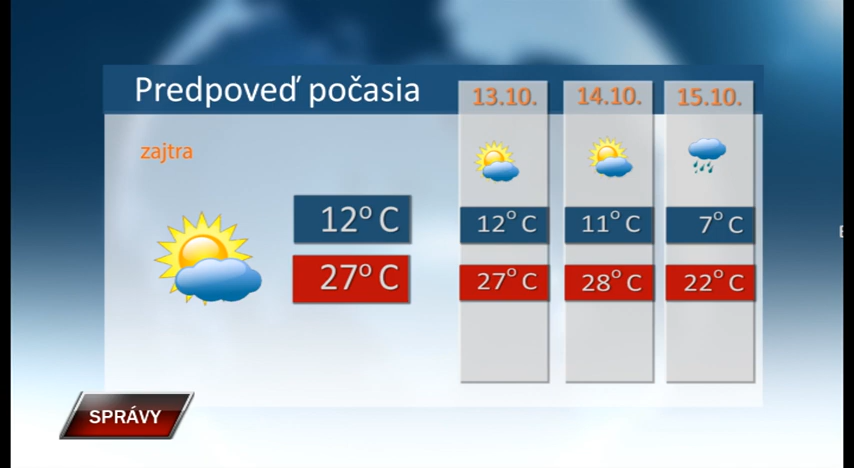 Predpoveď počasia
zajtra
12° C
27° C
13.10.
12° C
27° C
14.10.
11° C
28° C
15.10.
7° C
22° C
SPRÁVY